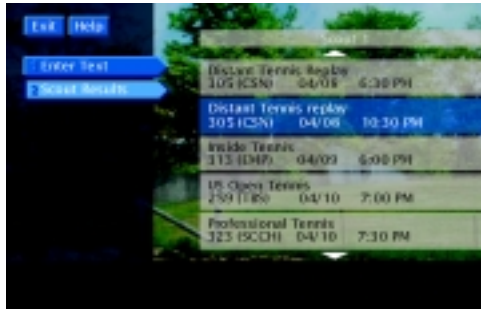 Exit Help
Scout 1
Enter Text
2 Scout Results
Distant Tennis Replay
305 (CSN) 04/08 6:30 PM
Distant Tennis replay
305 (CSN) 04/08 10:30 PM
Inside Tennis
04/09 6:00 PM
US Open Tennis
259 (TBS) 04/10 7:00 PM
Professional Tennis
323 (SCCH) 04/10 7:30 PM